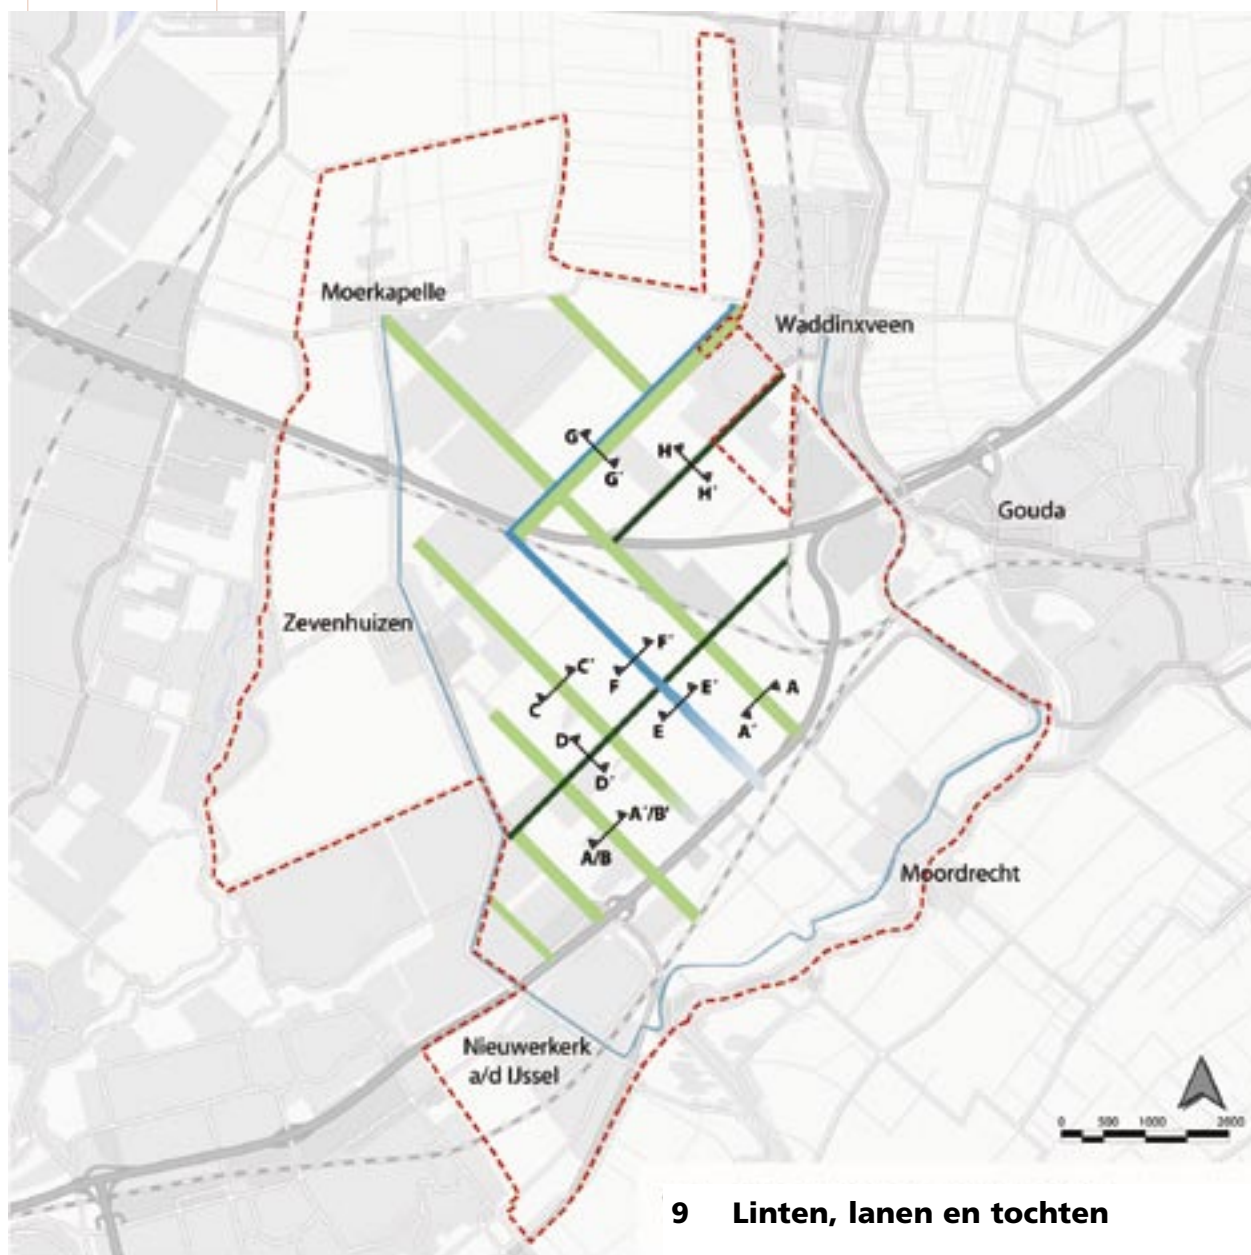 Moerkapelle
Waddinxveen
G
G'
H
H'
Gouda
Zevenhuizen
F'
F
C'
C
E'
E
A
A'
D
D'
A'/B'
A/B
Moordrecht
Nieuwerkerk
a/d IJssel
0 500 1000 2000
9 Linten, lanen en tochten